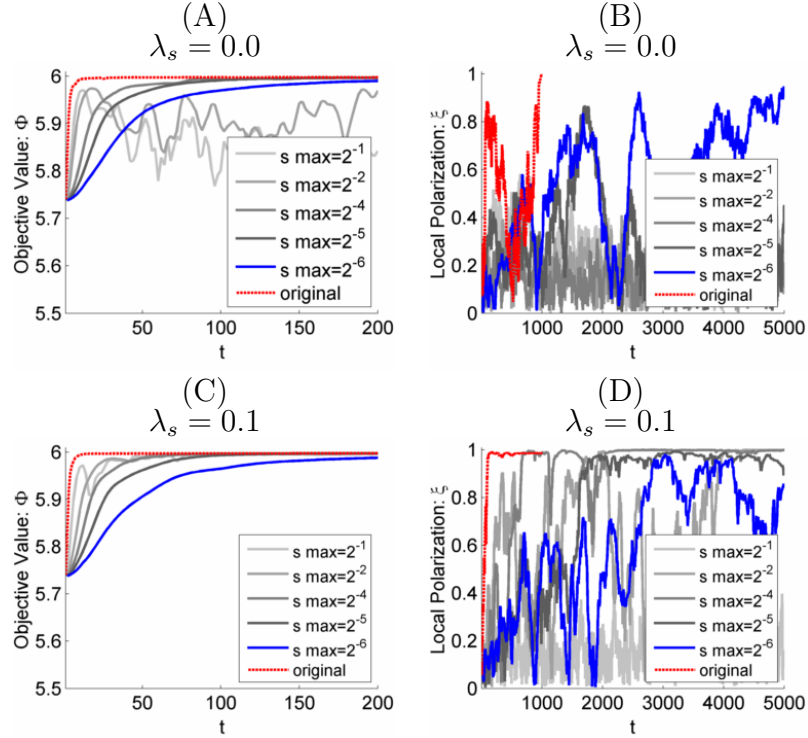 (A)
λₛ = 0.0
Objective Value: Φ
6
5.9
5.8
5.7
5.6
5.5
50
100
150
200
t
s max=2⁻¹
s max=2⁻²
s max=2⁻⁴
s max=2⁻⁵
s max=2⁻⁶
original
(B)
λₛ = 0.0
Local Polarization: ξ
1
0.8
0.6
0.4
0.2
0
1000
2000
3000
4000
5000
t
s max=2⁻¹
s max=2⁻²
s max=2⁻⁴
s max=2⁻⁵
s max=2⁻⁶
original
(C)
λₛ = 0.1
Objective Value: Φ
6
5.9
5.8
5.7
5.6
5.5
50
100
150
200
t
s max=2⁻¹
s max=2⁻²
s max=2⁻⁴
s max=2⁻⁵
s max=2⁻⁶
original
(D)
λₛ = 0.1
Local Polarization: ξ
1
0.8
0.6
0.4
0.2
0
1000
2000
3000
4000
5000
t
s max=2⁻¹
s max=2⁻²
s max=2⁻⁴
s max=2⁻⁵
s max=2⁻⁶
original